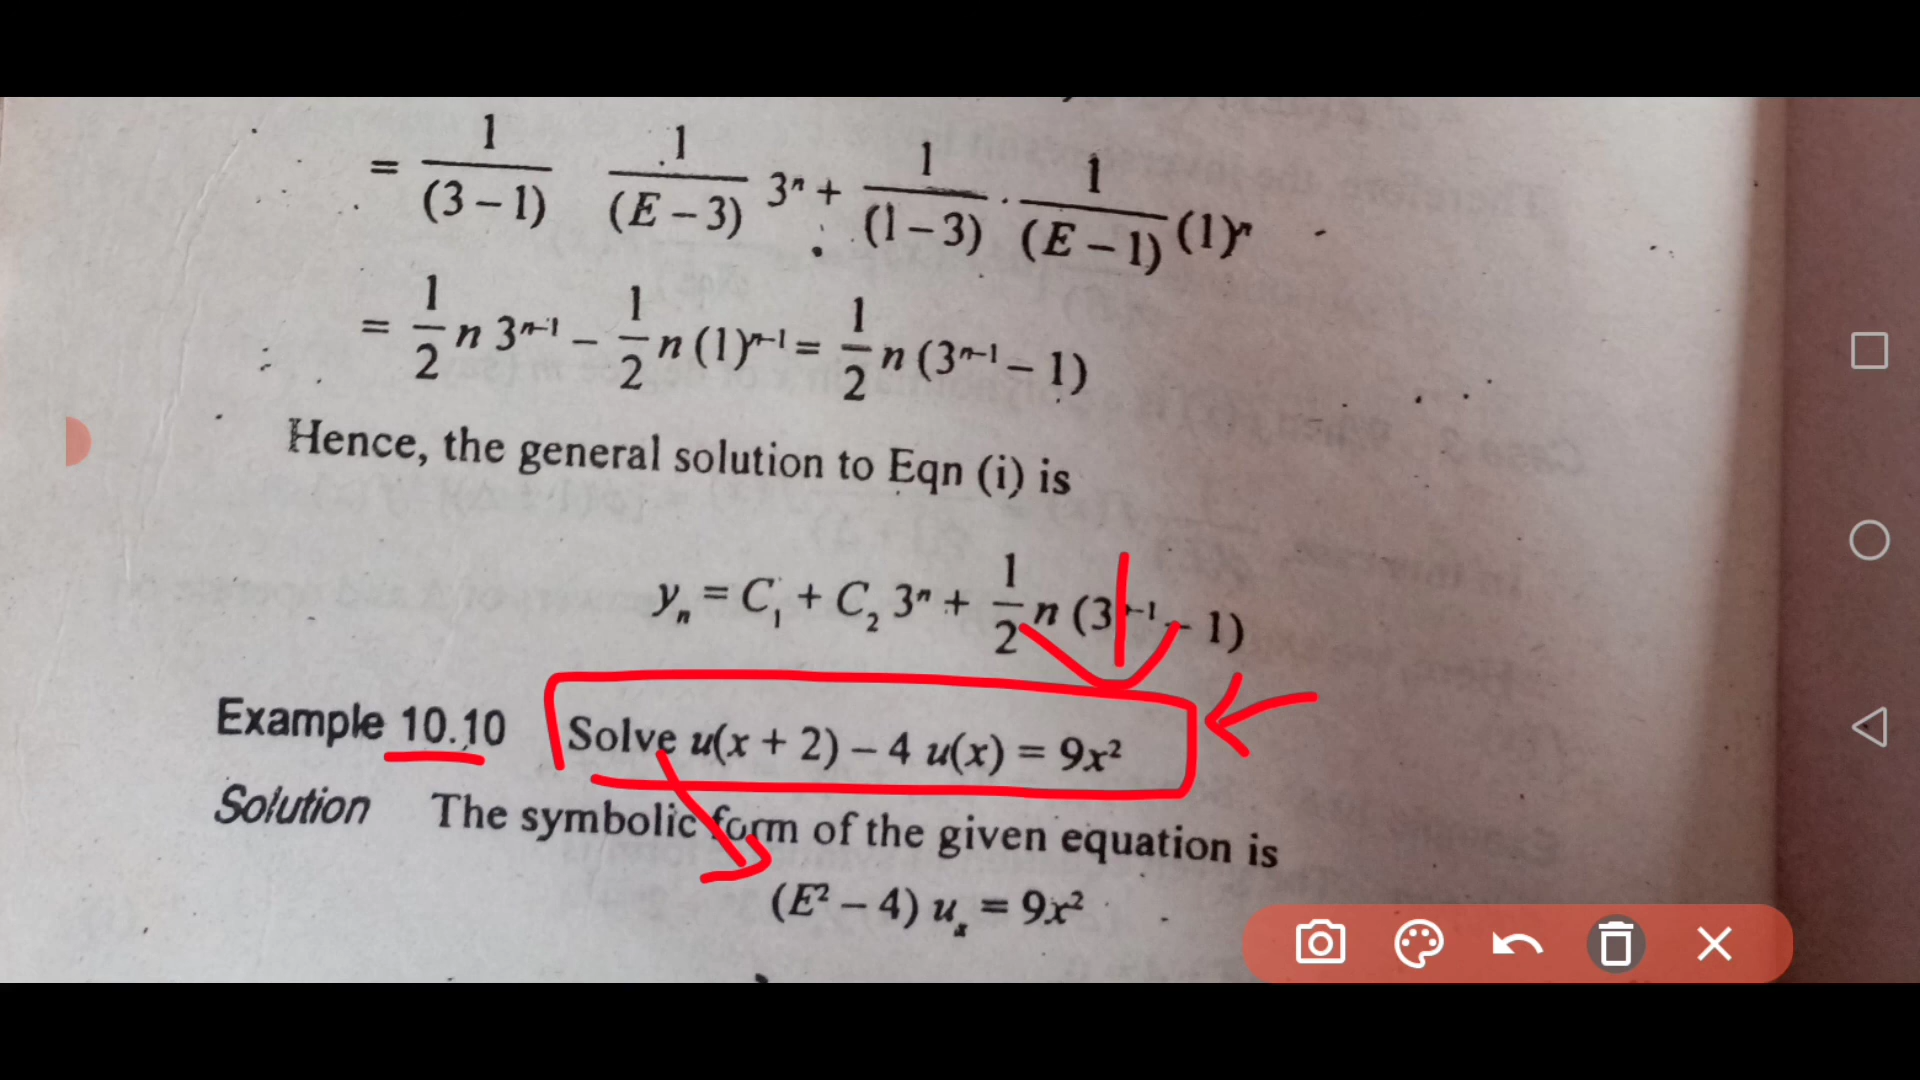 = 1/(3 – 1) 1/(E – 3) 3ⁿ + 1/(1 – 3) · 1/(E – 1) (1)ⁿ
= 1/2 n 3ⁿ⁻¹ – 1/2 n (1)ⁿ⁻¹ = 1/2 n (3ⁿ⁻¹ – 1)
Hence, the general solution to Eqn (i) is
yₙ = C₁ + C₂ 3ⁿ + 1/2 n (3 ⁻¹ – 1)
Example 10.10 Solve u(x + 2) – 4 u(x) = 9x²
Solution The symbolic form of the given equation is
(E² – 4) uₓ = 9x²